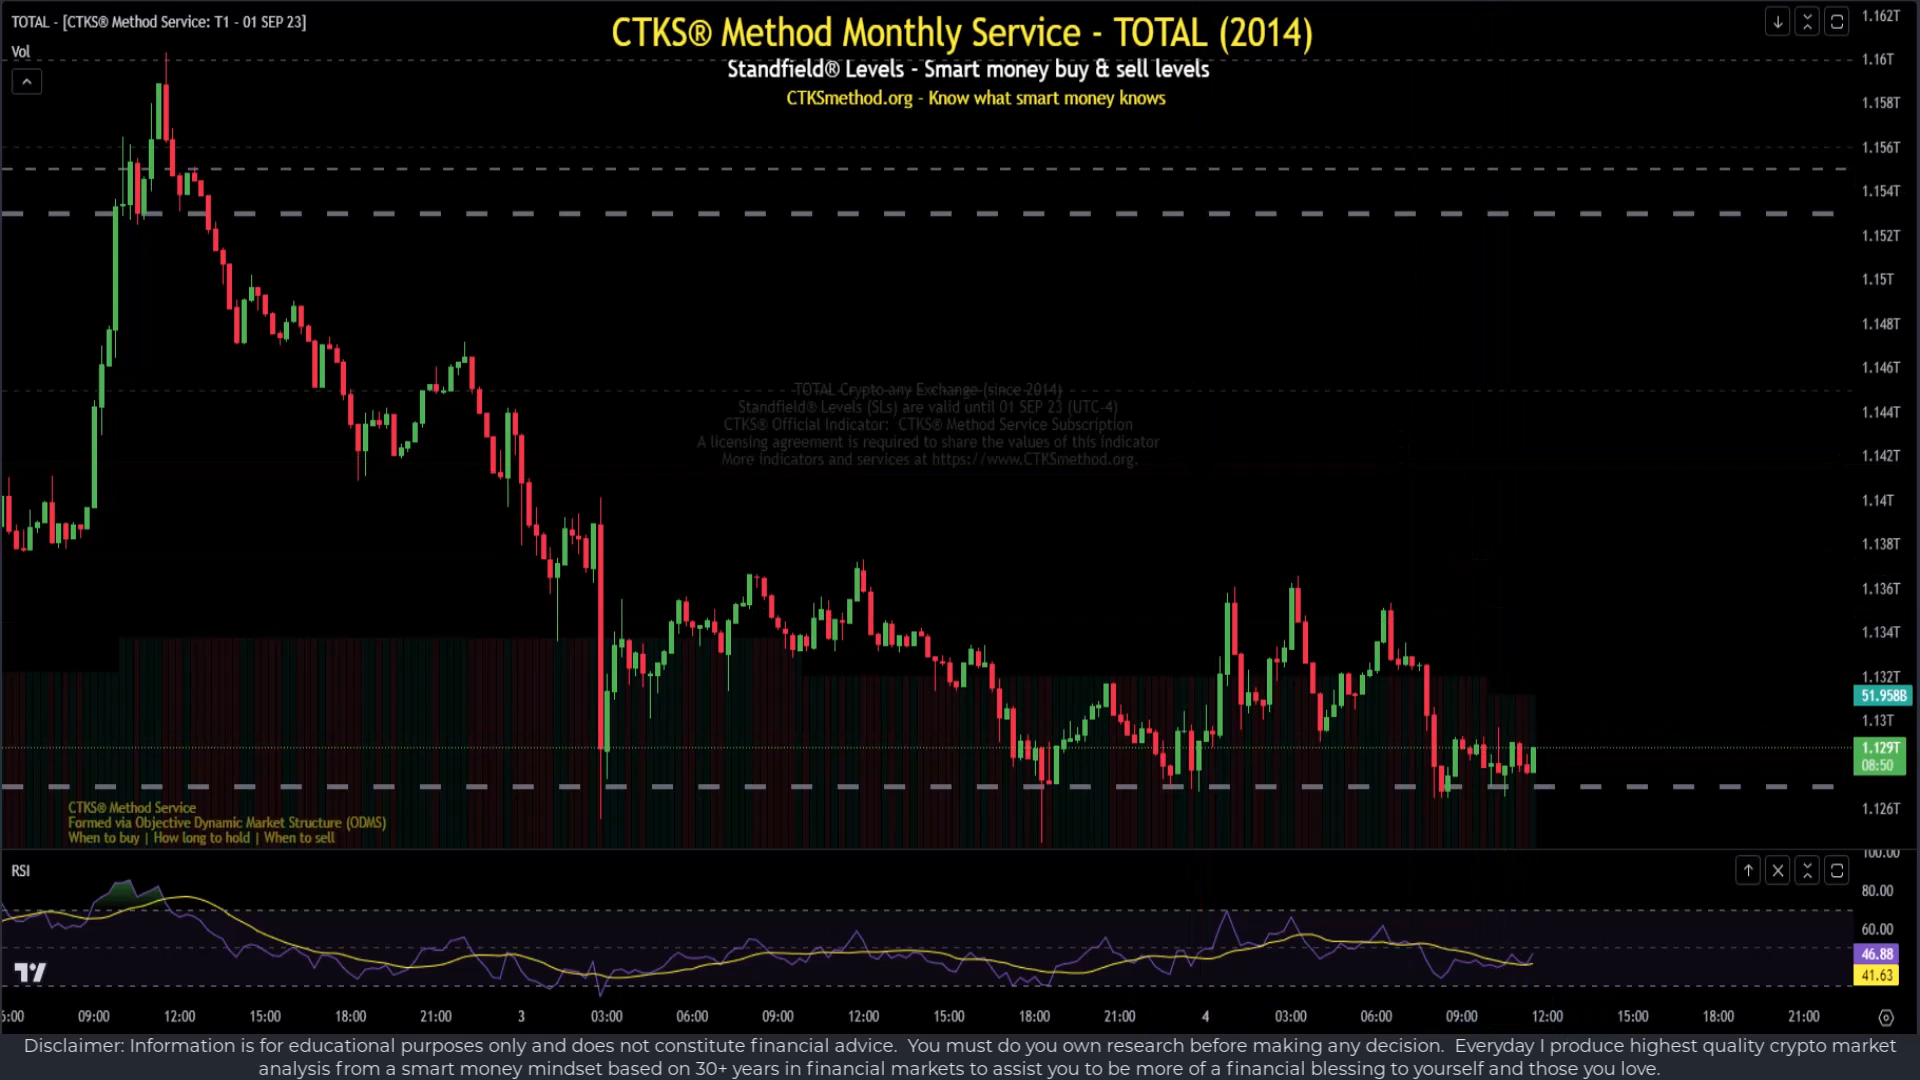 TOTAL - [CTKS® Method Service: T1 - 01 SEP 23]
Vol
CTKS® Method Monthly Service - TOTAL (2014)
Standfield® Levels - Smart money buy & sell levels
CTKSmethod.org - Know what smart money knows
1.162T
1.16T
1.158T
1.156T
1.154T
1.152T
1.15T
1.148T
1.146T
1.144T
1.142T
1.14T
1.138T
1.136T
1.134T
1.132T
51.958B
1.13T
1.129T
08:50
1.126T
TOTAL Crypto any Exchange (since 2014)
Standfield® Levels (SLs) are valid until 01 SEP 23 (UTC-4)
CTKS® Official Indicator: CTKS® Method Service Subscription
A licensing agreement is required to share the values of this indicator
More indicators and services at https://www.CTKSmethod.org.
CTKS® Method Service
Formed via Objective Dynamic Market Structure (ODMS)
When to buy | How long to hold | When to sell
RSI
100.00
80.00
60.00
46.88
41.63
6:00 09:00 12:00 15:00 18:00 21:00 3 03:00 06:00 09:00 12:00 15:00 18:00 21:00 4 03:00 06:00 09:00 12:00 15:00 18:00 21:00
Disclaimer: Information is for educational purposes only and does not constitute financial advice. You must do you own research before making any decision. Everyday I produce highest quality crypto market
analysis from a smart money mindset based on 30+ years in financial markets to assist you to be more of a financial blessing to yourself and those you love.